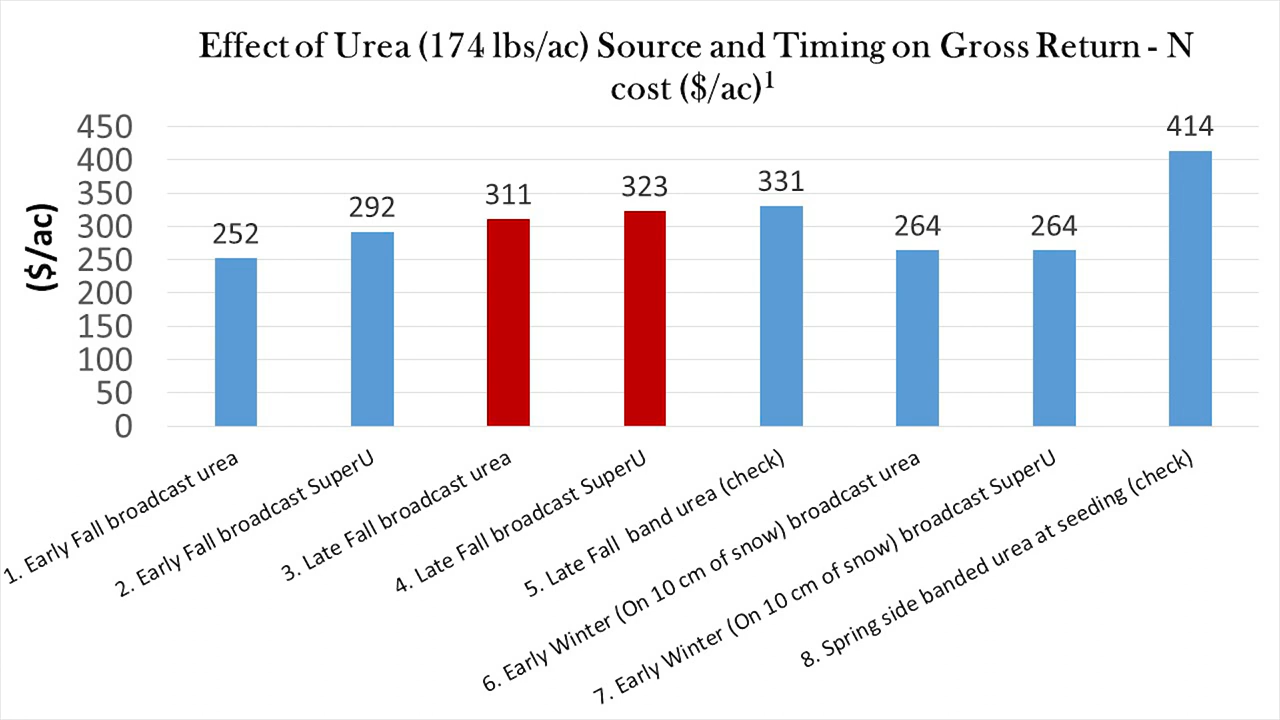 Effect of Urea (174 lbs/ac) Source and Timing on Gross Return - N
cost ($/ac)¹
($/ac)
450
400
350
300
250
200
150
100
50
0
252
292
311
323
331
264
264
414
1. Early Fall broadcast urea
2. Early Fall broadcast SuperU
3. Late Fall broadcast urea
4. Late Fall broadcast SuperU
5. Late Fall  band urea (check)
6. Early Winter (On 10 cm of snow) broadcast urea
7. Early Winter (On 10 cm of snow) broadcast SuperU
8. Spring side banded urea at seeding (check)